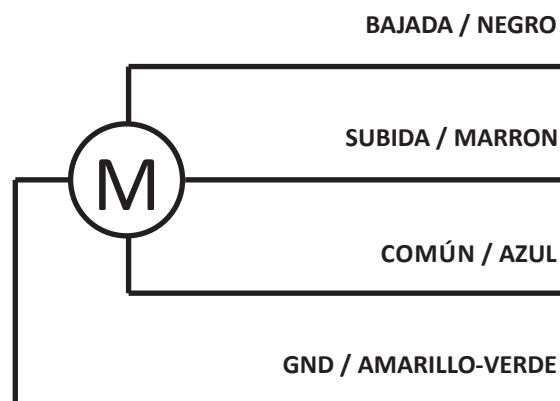 BAJADA / NEGRO
SUBIDA / MARRON
M
COMÚN / AZUL
GND / AMARILLO-VERDE